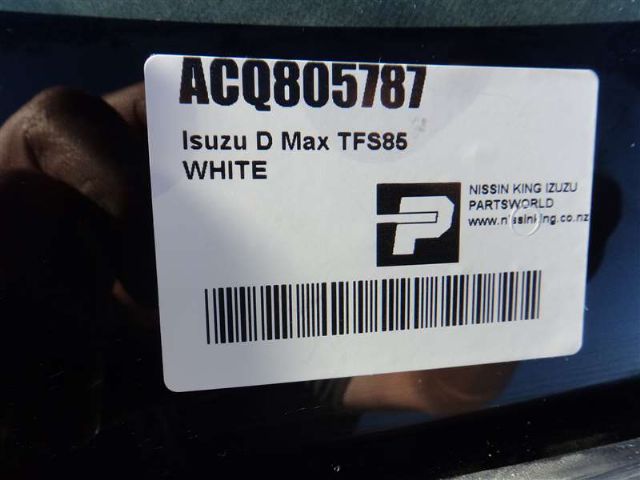 ACQ805787
Isuzu D Max TFS85
WHITE
NISSIN KING IZUZU
PARTSWORLD
www.nissinking.co.nz